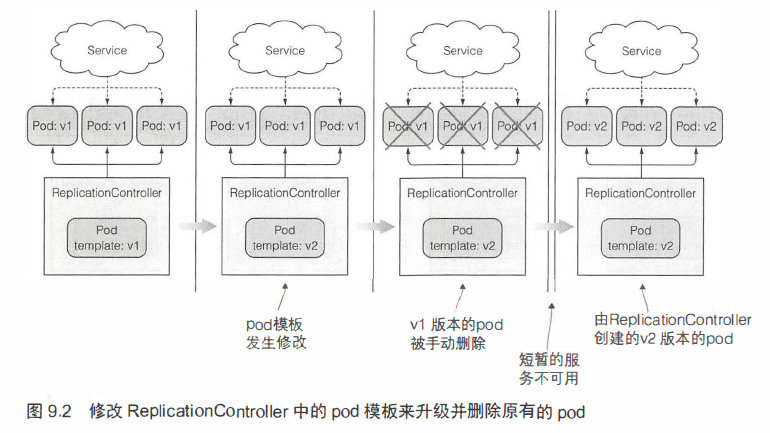 Service
Service
Service
Service
Pod: v1 Pod: v1 Pod: v1
Pod: v1 Pod: v1 Pod: v1
Pod: v1 Pod: v1 Pod: v1
Pod: v2 Pod: v2 Pod: v2
ReplicationController
ReplicationController
ReplicationController
ReplicationController
Pod
template: v1
Pod
template: v2
Pod
template: v2
Pod
template: v2
pod模板
发生修改
v1 版本的pod
被手动删除
短暂的服
务不可用
由ReplicationController
创建的v2 版本的pod
图 9.2 修改 ReplicationController 中的 pod 模板来升级并删除原有的 pod